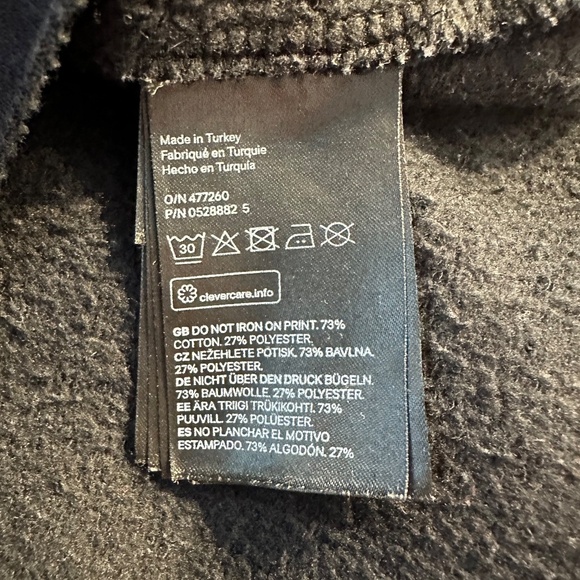 Made in Turkey
Fabriqué en Turquie
Hecho en Turquía
O/N 477260
P/N 0528882 5
30
clevercare.info
GB DO NOT IRON ON PRINT. 73%
COTTON. 27% POLYESTER.
CZ NEŽEHLETE POTISK. 73% BAVLNA.
27% POLYESTER.
DE NICHT ÜBER DEN DRUCK BÜGELN.
73% BAUMWOLLE. 27% POLYESTER.
EE ÄRA TRIIGI TRÜKIKOHTI. 73%
PUUVILL. 27% POLÜESTER.
ES NO PLANCHAR EL MOTIVO
ESTAMPADO. 73% ALGODÓN. 27%